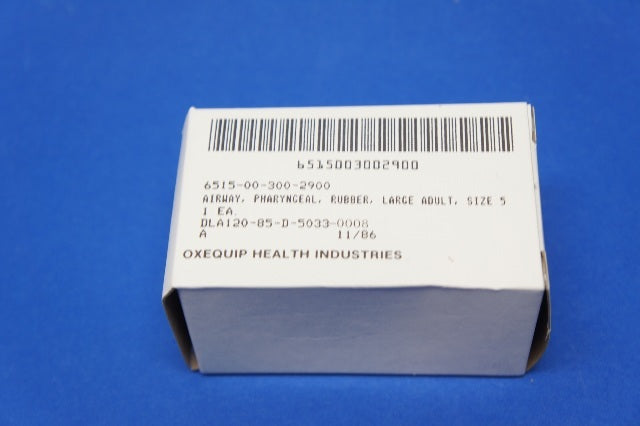 6515003002900
6515-00-300-2900
AIRWAY, PHARYNGEAL, RUBBER, LARGE ADULT, SIZE 5
1 EA.
DLA120-85-D-5033-0008
A 11/86
OXEQUIP HEALTH INDUSTRIES